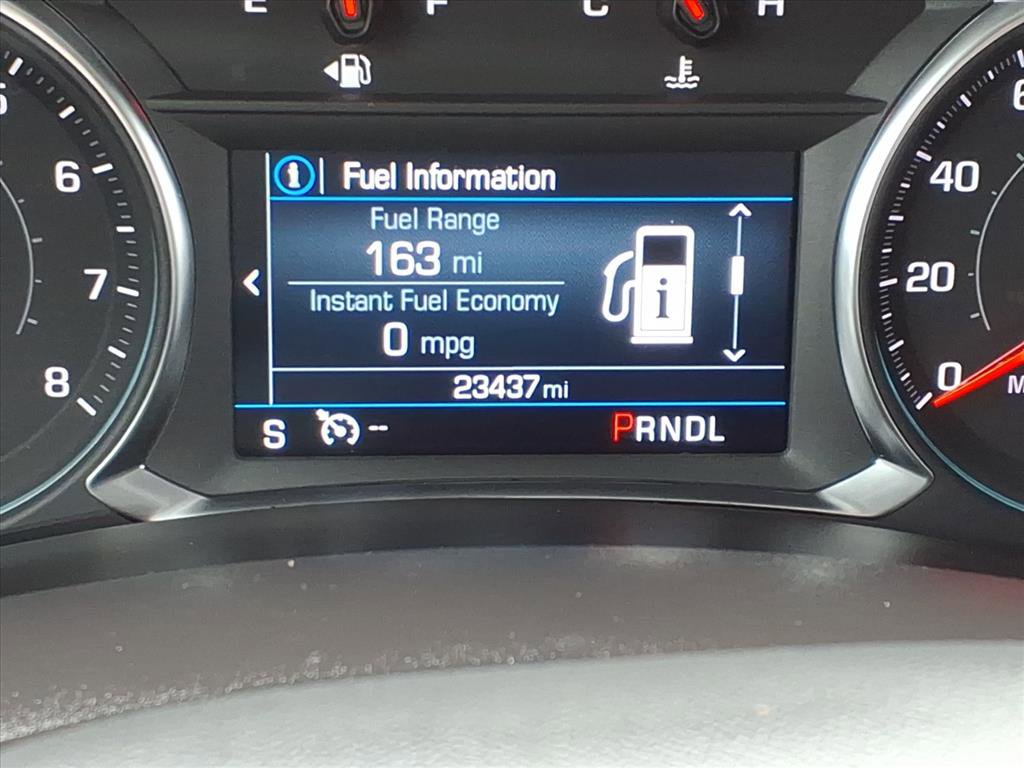 E F C H
5
6
7
8
i Fuel Information
Fuel Range
163 mi
Instant Fuel Economy
0 mpg
i
23437 mi
S -- PRNDL
40
20
0